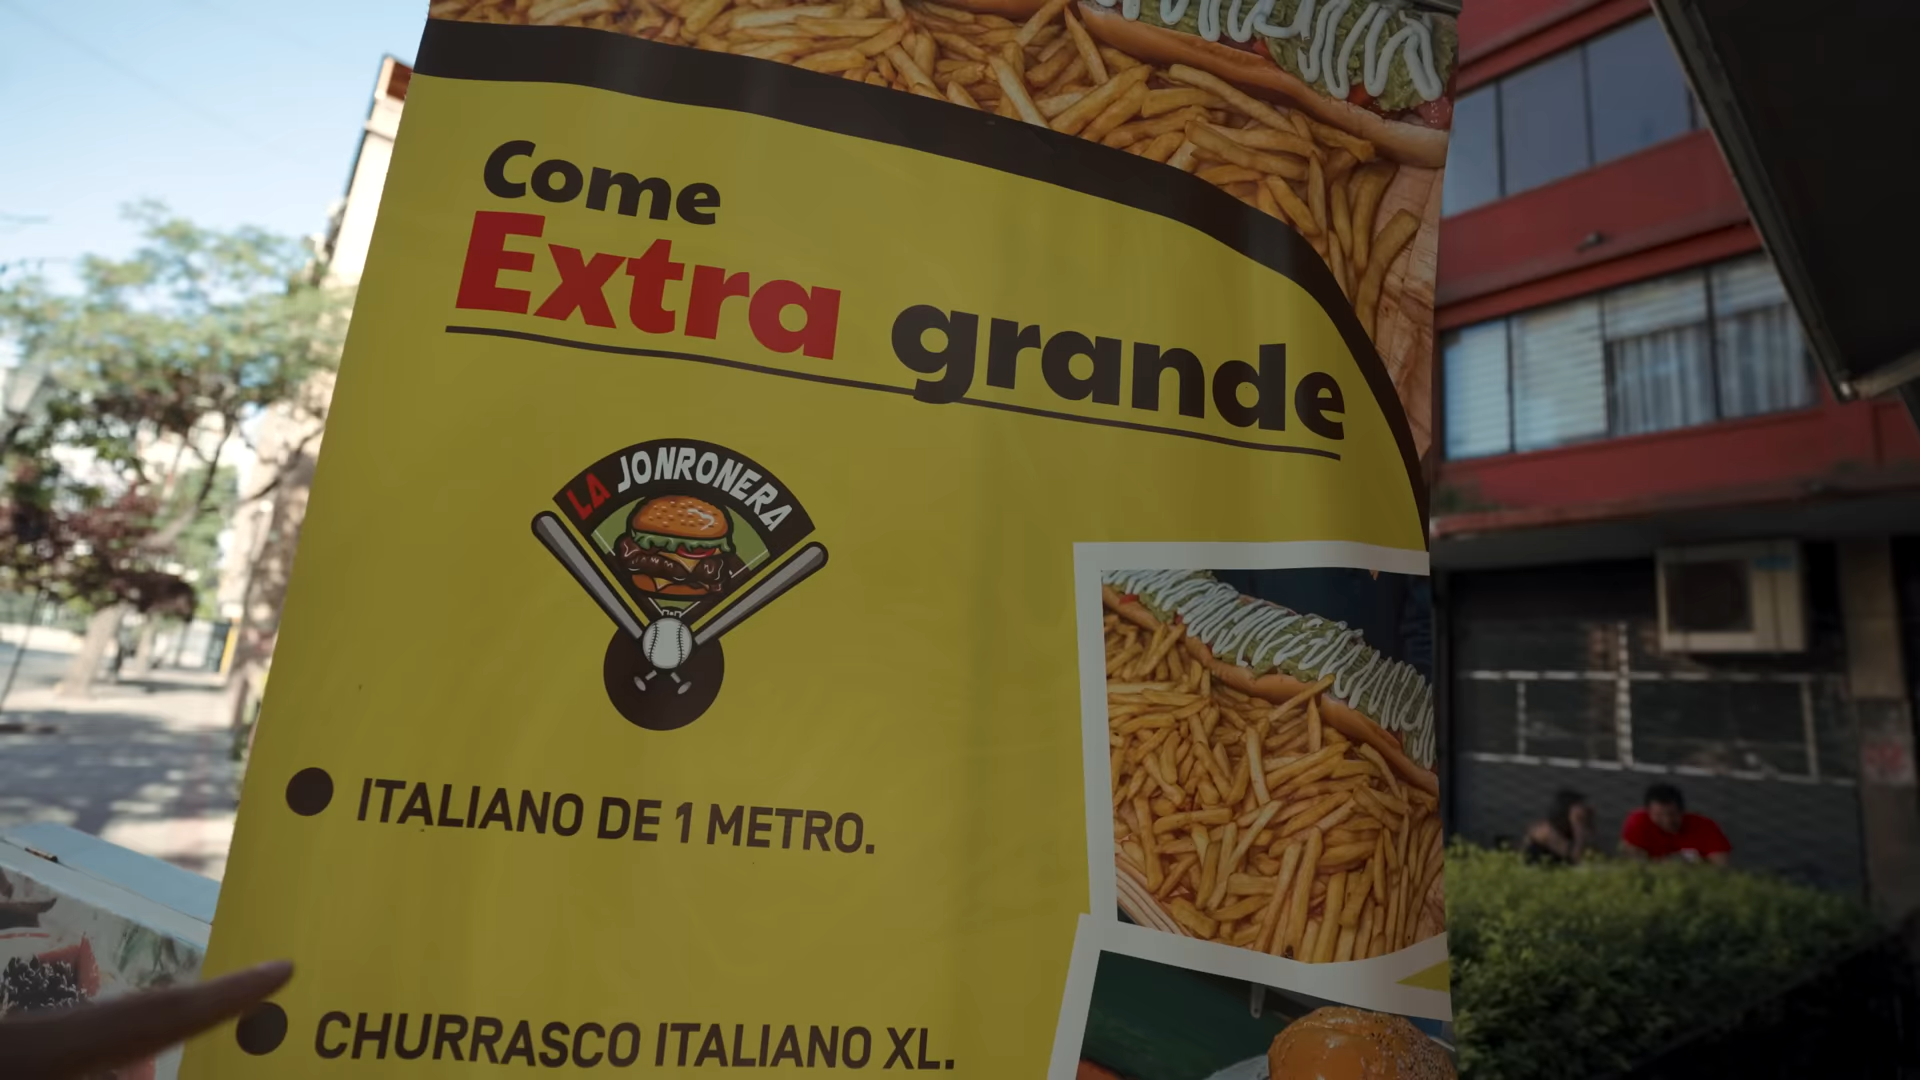 Come
Extra grande
LA JONRONERA
ITALIANO DE 1 METRO.
CHURRASCO ITALIANO XL.